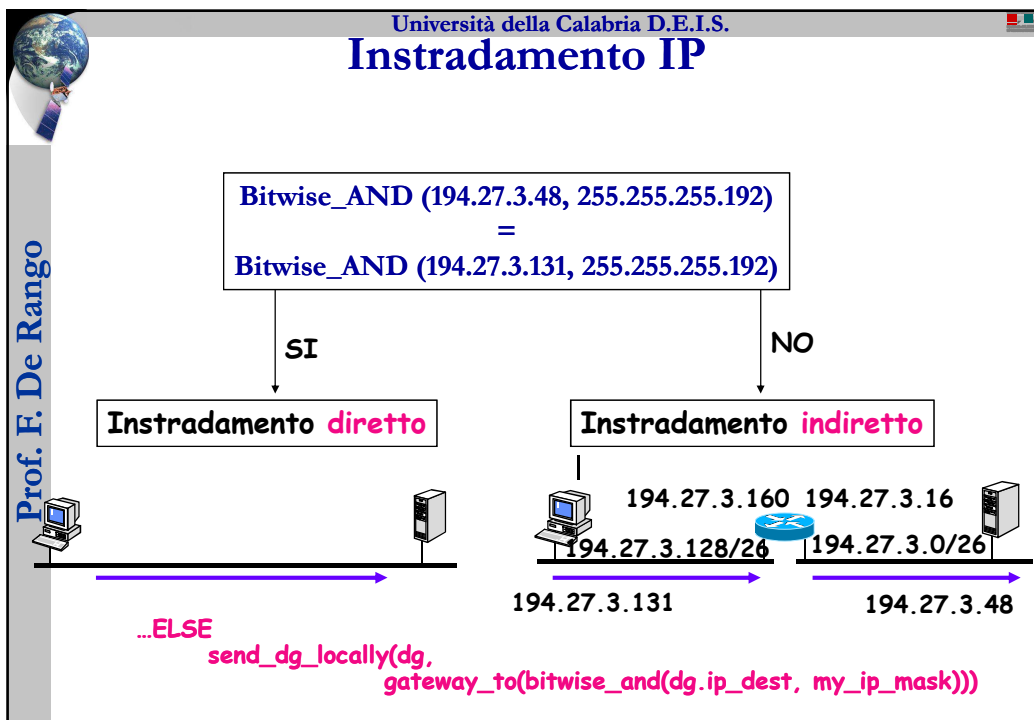 Università della Calabria D.E.I.S.
Instradamento IP
Prof. F. De Rango
Bitwise_AND (194.27.3.48, 255.255.255.192)
=
Bitwise_AND (194.27.3.131, 255.255.255.192)
SI
NO
Instradamento diretto
Instradamento indiretto
194.27.3.160 194.27.3.16
194.27.3.128/26 194.27.3.0/26
194.27.3.131 194.27.3.48
...ELSE
send_dg_locally(dg,
gateway_to(bitwise_and(dg.ip_dest, my_ip_mask)))